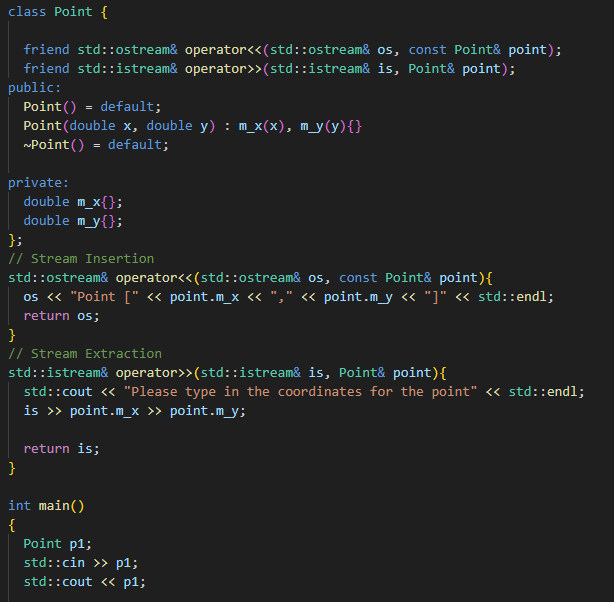 class Point {
friend std::ostream& operator<<(std::ostream& os, const Point& point);
friend std::istream& operator>>(std::istream& is, Point& point);
public:
Point() = default;
Point(double x, double y) : m_x(x), m_y(y){}
~Point() = default;
private:
double m_x{};
double m_y{};
};
// Stream Insertion
std::ostream& operator<<(std::ostream& os, const Point& point){
os << "Point [" << point.m_x << "," << point.m_y << "]" << std::endl;
return os;
}
// Stream Extraction
std::istream& operator>>(std::istream& is, Point& point){
std::cout << "Please type in the coordinates for the point" << std::endl;
is >> point.m_x >> point.m_y;
return is;
}
int main()
{
Point p1;
std::cin >> p1;
std::cout << p1;